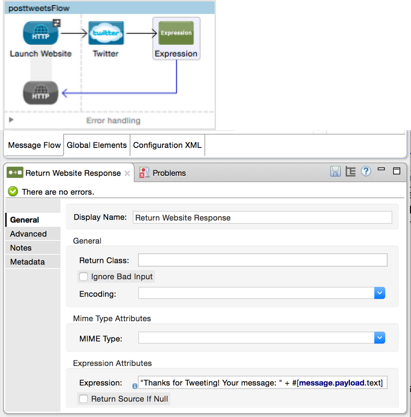 posttweetsFlow
HTTP
twitter
Expression
Launch Website
Twitter
Expression
HTTP
Error handling
Message Flow
Global Elements
Configuration XML
Return Website Response
Problems
There are no errors.
General
Advanced
Notes
Metadata
Display Name: Return Website Response
General
Return Class:
Ignore Bad Input
Encoding:
Mime Type Attributes
MIME Type:
Expression Attributes
Expression: "Thanks for Tweeting! Your message: " + #[message.payload.text]
Return Source If Null